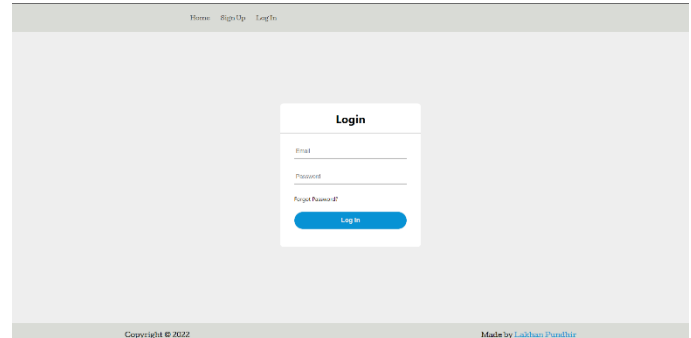 Home Sign Up Log In
Login
Email
Password
Forgot Password?
Log In
Copyright © 2022 Made by Lakhan Pundhir